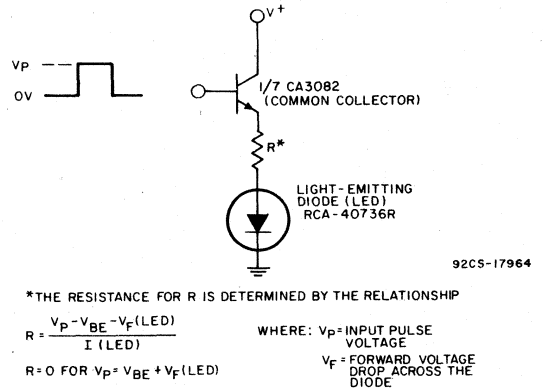 V+
VP
OV
1/7 CA3082
(COMMON COLLECTOR)
R*
LIGHT-EMITTING
DIODE (LED)
RCA-40736R
92CS-17964
*THE RESISTANCE FOR R IS DETERMINED BY THE RELATIONSHIP
R = VP-VBE-VF(LED)
I (LED)
WHERE: VP=INPUT PULSE
VOLTAGE
R=O FOR VP=VBE+VF(LED)
VF=FORWARD VOLTAGE
DROP ACROSS THE
DIODE